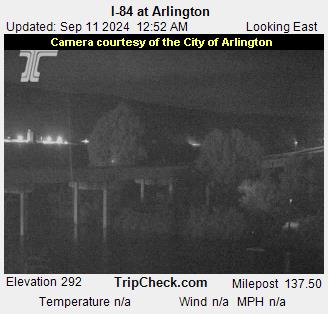 I-84 at Arlington
Updated: Sep 11 2024 12:52 AM Looking East
Camera courtesy of the City of Arlington
Elevation 292 TripCheck.com Milepost 137.50
Temperature n/a Wind n/a MPH n/a